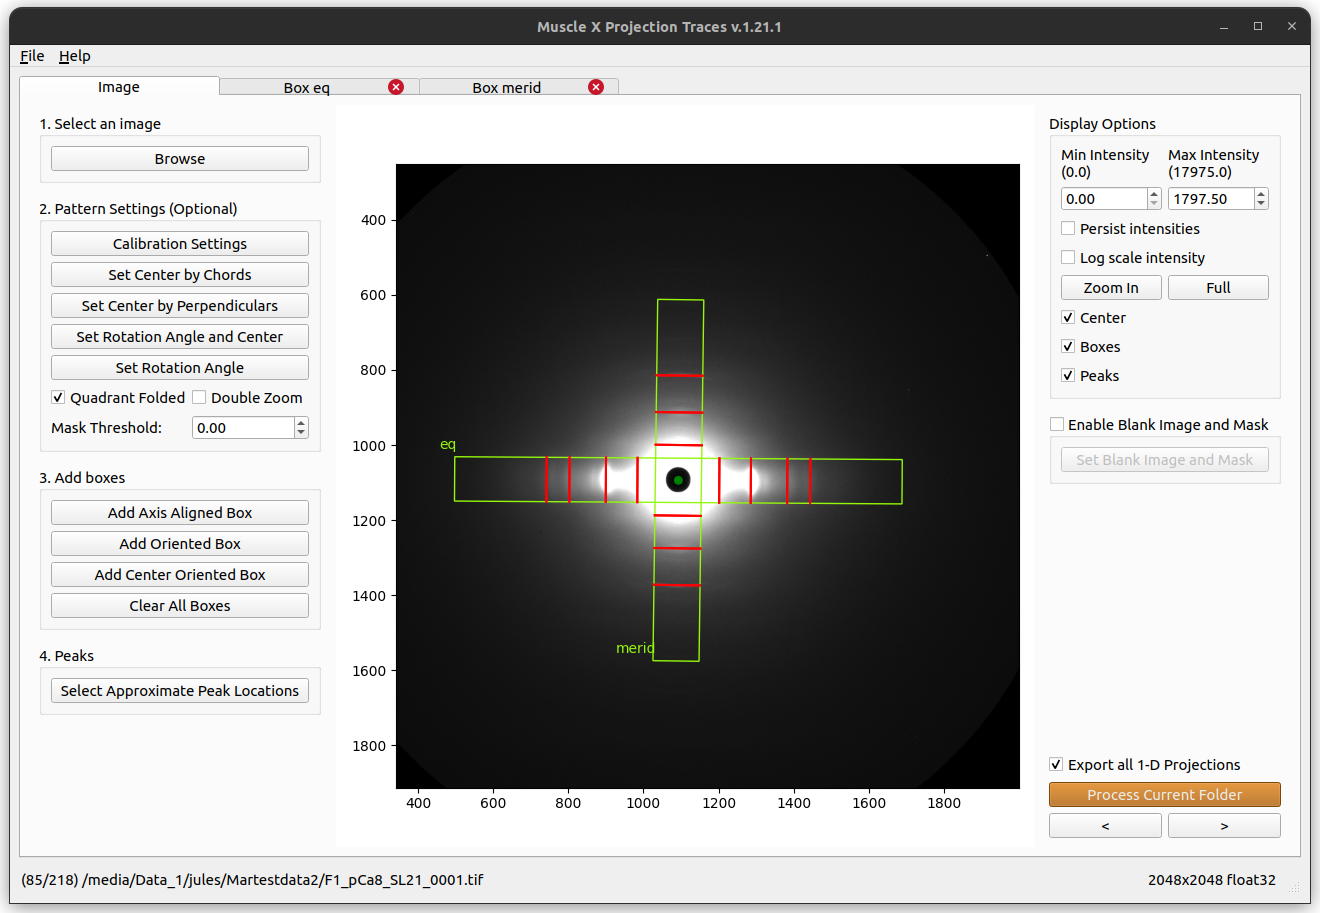 Muscle X Projection Traces v.1.21.1
File Help
Image Box eq Box merid
1. Select an image
Browse
2. Pattern Settings (Optional)
Calibration Settings
Set Center by Chords
Set Center by Perpendiculars
Set Rotation Angle and Center
Set Rotation Angle
Quadrant Folded Double Zoom
Mask Threshold: 0.00
3. Add boxes
Add Axis Aligned Box
Add Oriented Box
Add Center Oriented Box
Clear All Boxes
4. Peaks
Select Approximate Peak Locations
400
600
800
1000
1200
1400
1600
1800
eq
merid
400 600 800 1000 1200 1400 1600 1800
Display Options
Min Intensity Max Intensity
(0.0) (17975.0)
0.00 1797.50
Persist intensities
Log scale intensity
Zoom In Full
Center
Boxes
Peaks
Enable Blank Image and Mask
Set Blank Image and Mask
Export all 1-D Projections
Process Current Folder
< >
(85/218) /media/Data_1/jules/Martestdata2/F1_pCa8_SL21_0001.tif 2048x2048 float32